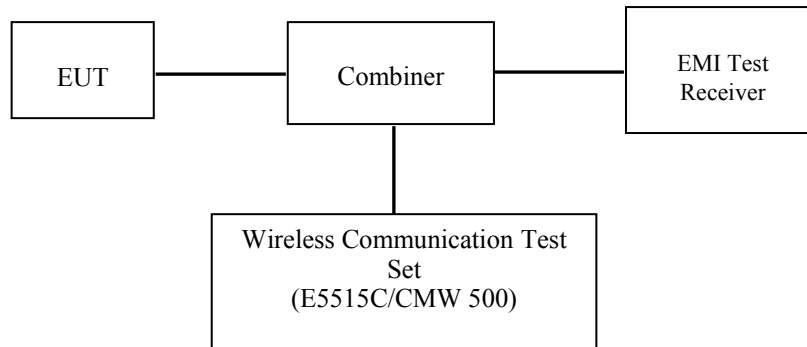 EUT
Combiner
EMI Test
Receiver
Wireless Communication Test
Set
(E5515C/CMW 500)